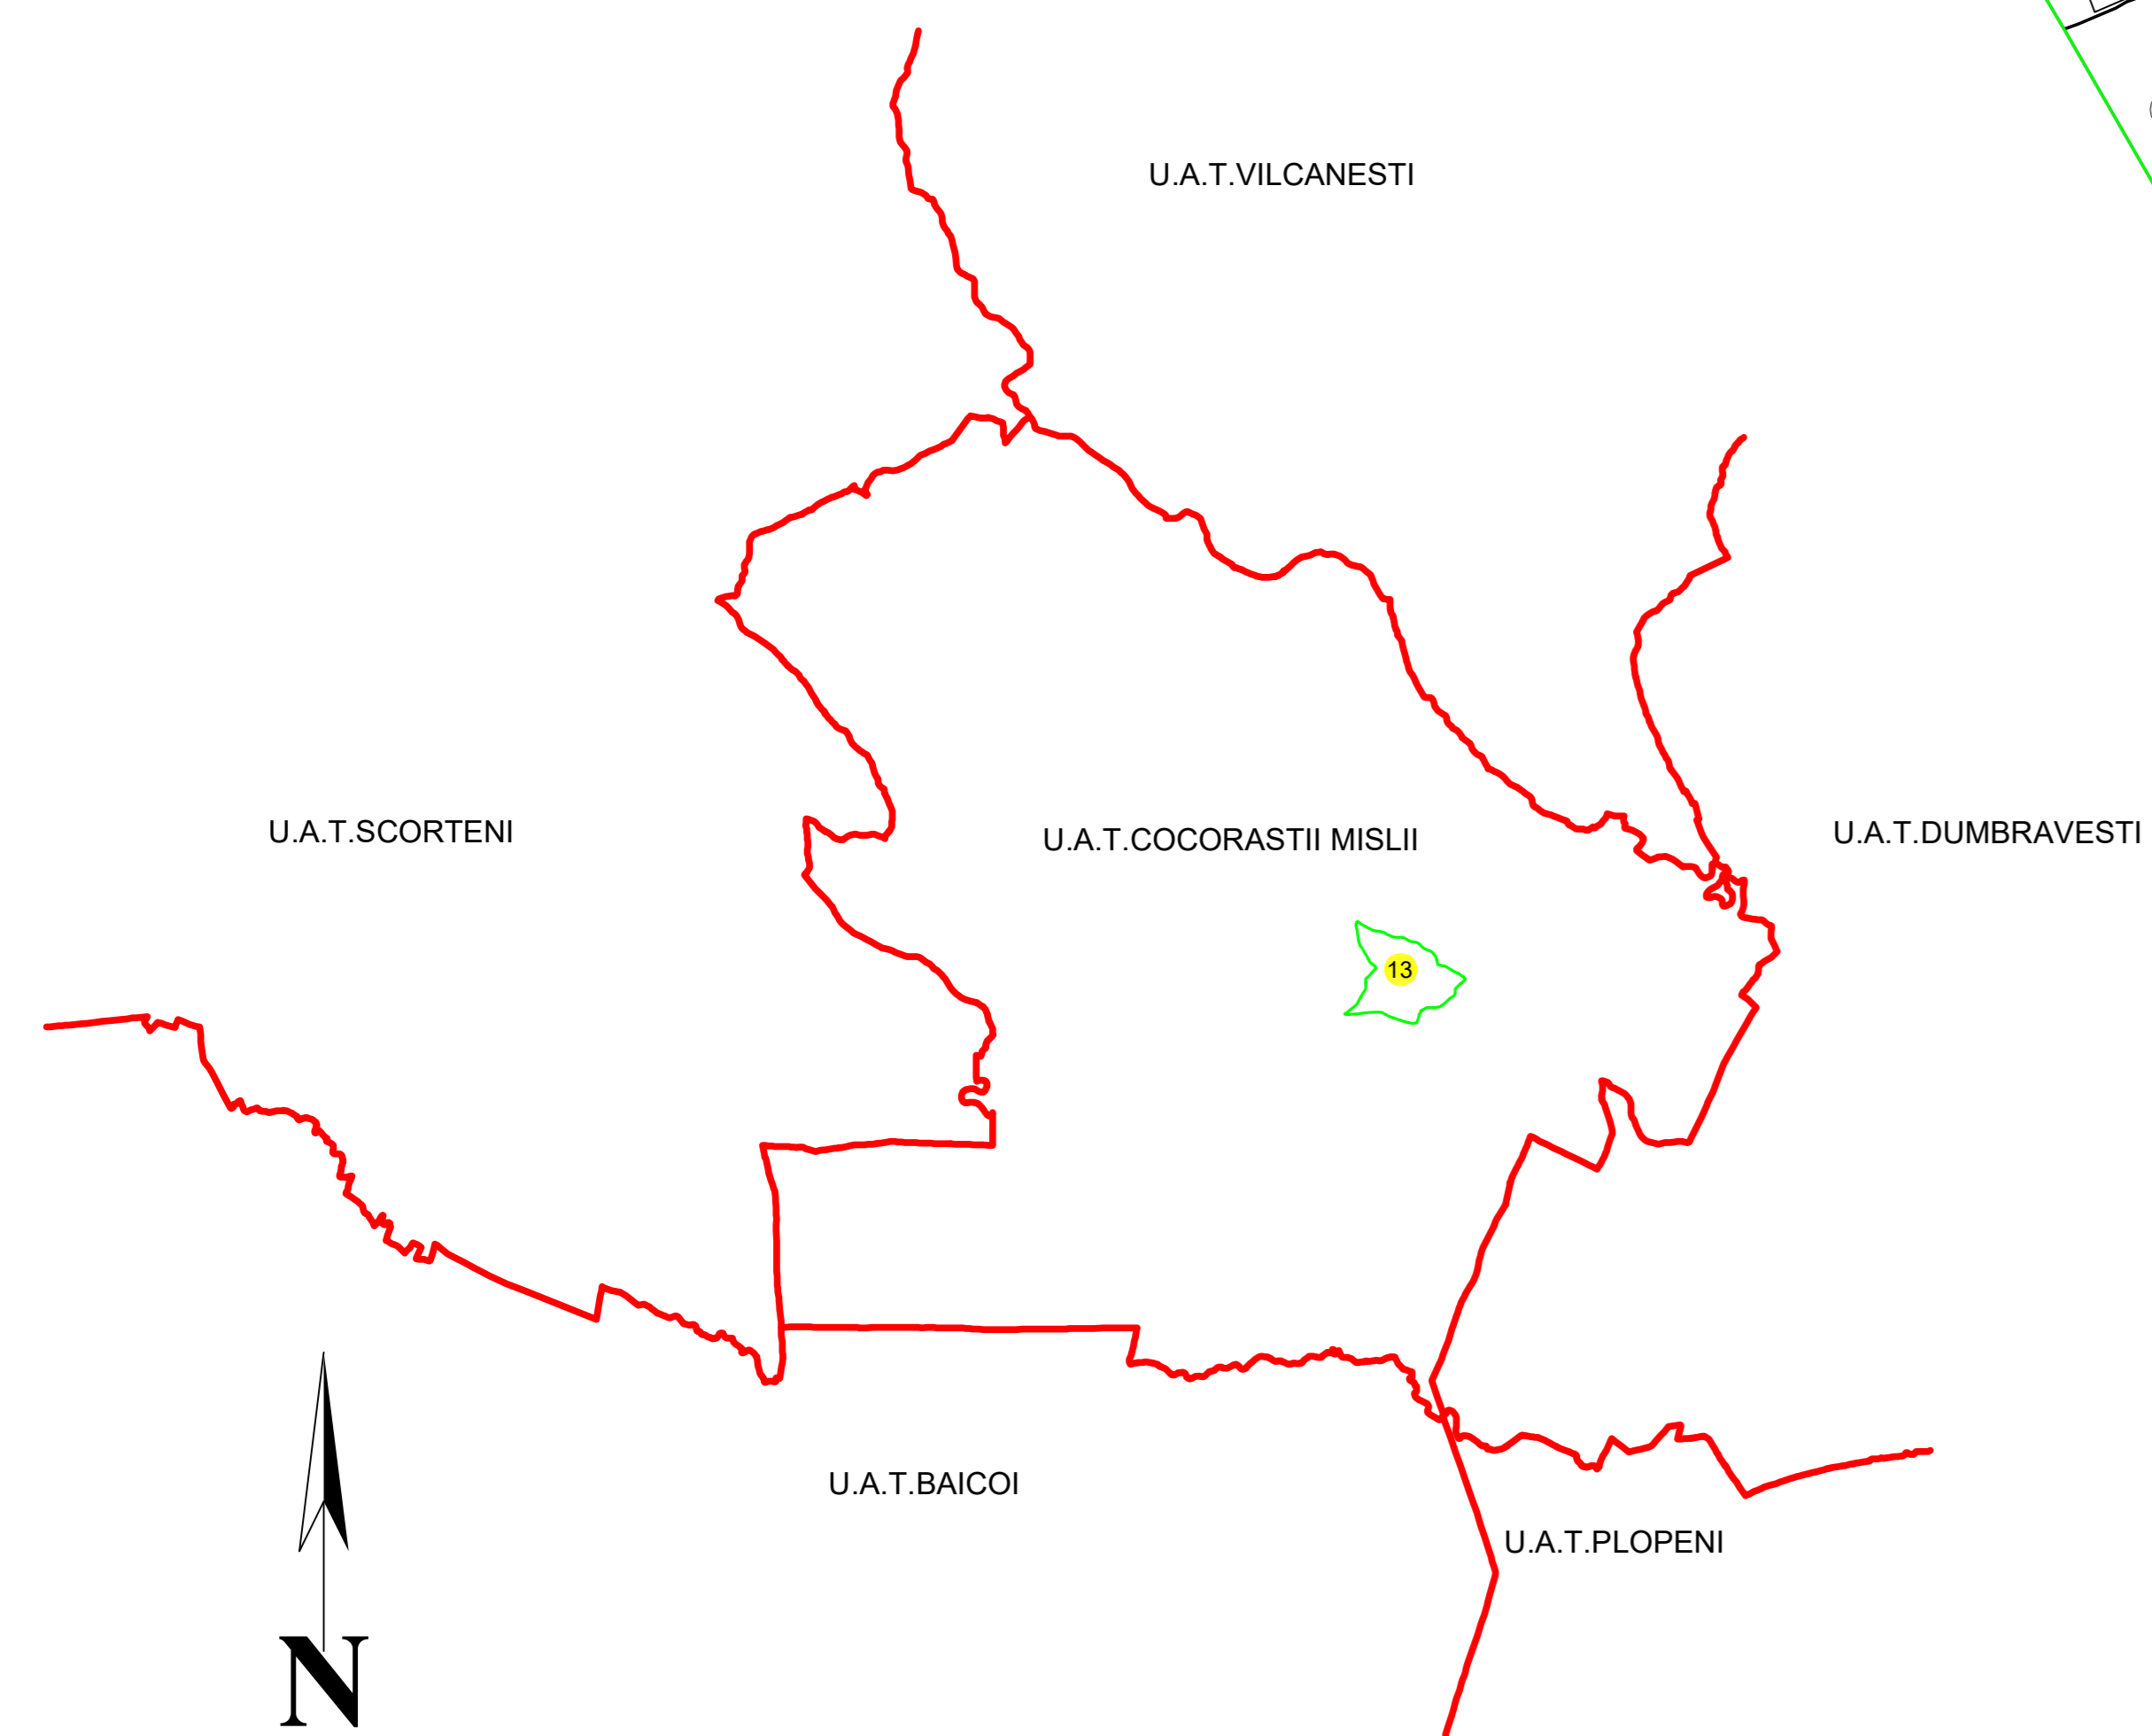 U.A.T.VILCANESTI
U.A.T.SCORTENI
U.A.T.COCORASTII MISLII
U.A.T.DUMBRAVESTI
13
U.A.T.BAICOI
U.A.T.PLOPENI
N